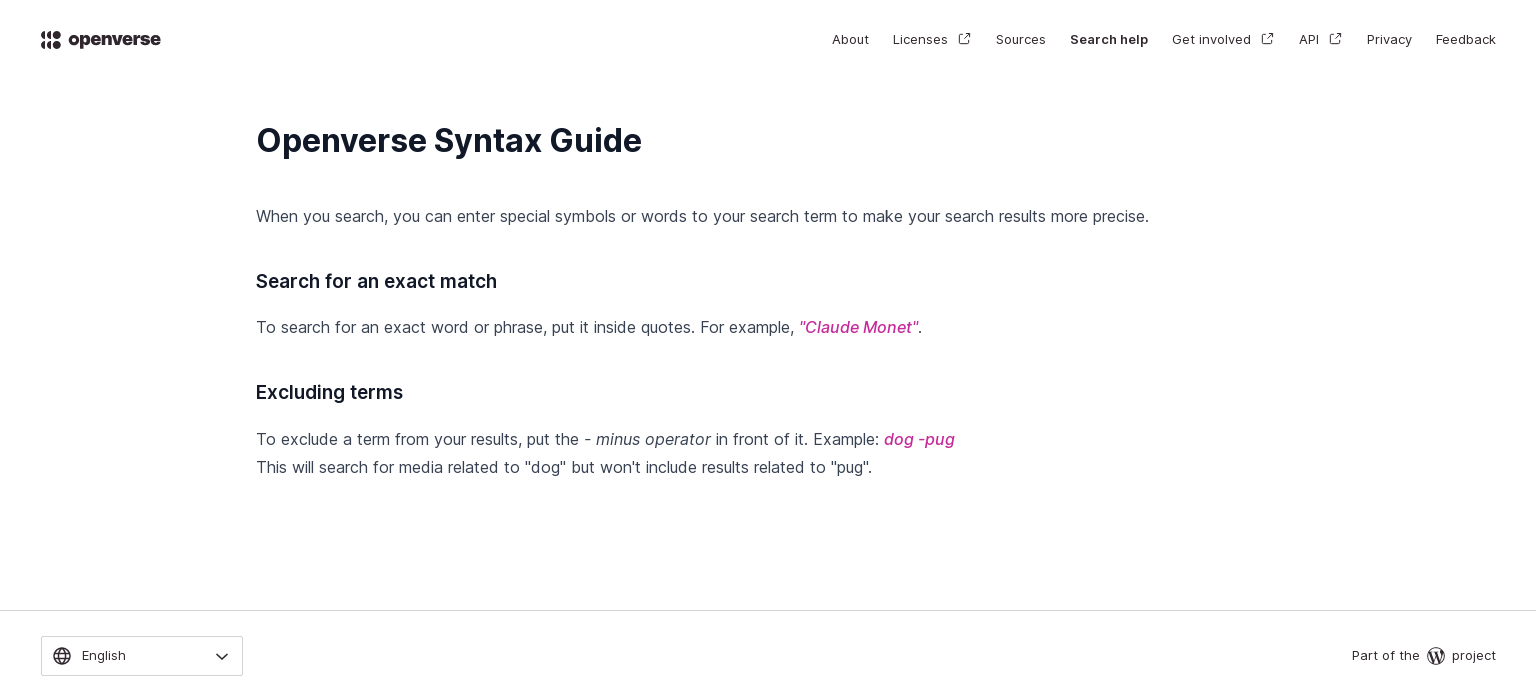 openverse
About Licenses Sources Search help Get involved API Privacy Feedback
Openverse Syntax Guide
When you search, you can enter special symbols or words to your search term to make your search results more precise.
Search for an exact match
To search for an exact word or phrase, put it inside quotes. For example, "Claude Monet".
Excluding terms
To exclude a term from your results, put the - minus operator in front of it. Example: dog -pug
This will search for media related to "dog" but won't include results related to "pug".
English
Part of the project